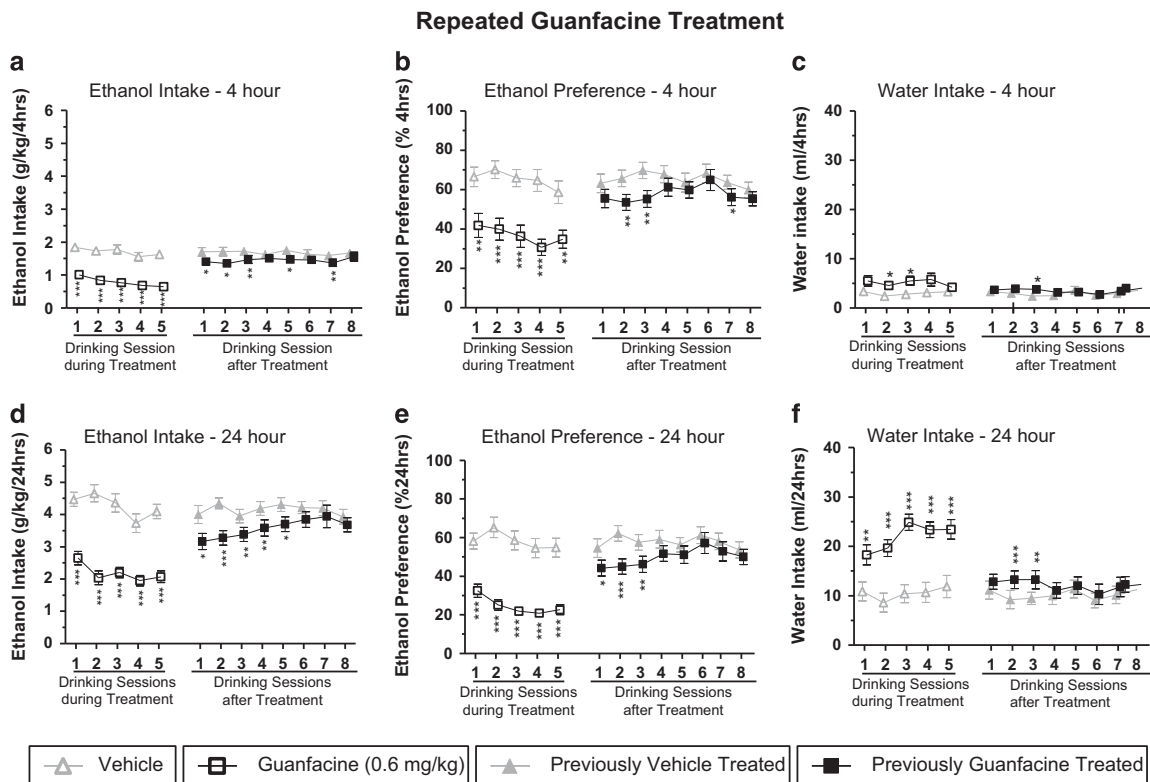 Repeated Guanfacine Treatment
a
Ethanol Intake - 4 hour
Ethanol Intake (g/kg/4hrs)
6
5
4
3
2
1
0
*** *** *** *** ***
* * ** * **
1 2 3 4 5 1 2 3 4 5 6 7 8
Drinking Session
during Treatment
Drinking Session
after Treatment
b
Ethanol Preference - 4 hour
Ethanol Preference (% 4hrs)
100
80
60
40
20
0
** *** *** *** **
** ** *
1 2 3 4 5 1 2 3 4 5 6 7 8
Drinking Session
during Treatment
Drinking Session
after Treatment
c
Water Intake - 4 hour
Water intake (ml/4hrs)
40
30
20
10
0
* * *
1 2 3 4 5 1 2 3 4 5 6 7 8
Drinking Sessions
during Treatment
Drinking Sessions
after Treatment
d
Ethanol Intake - 24 hour
Ethanol Intake (g/kg/24hrs)
6
5
4
3
2
1
0
*** *** *** *** ***
* *** ** ** *
1 2 3 4 5 1 2 3 4 5 6 7 8
Drinking Sessions
during Treatment
Drinking Sessions
after Treatment
e
Ethanol Preference - 24 hour
Ethanol Preference (%24hrs)
100
80
60
40
20
0
*** *** *** *** ***
* *** **
1 2 3 4 5 1 2 3 4 5 6 7 8
Drinking Sessions
during Treatment
Drinking Sessions
after Treatment
f
Water Intake - 24 hour
Water Intake (ml/24hrs)
40
30
20
10
0
** *** *** *** ***
*** **
1 2 3 4 5 1 2 3 4 5 6 7 8
Drinking Sessions
during Treatment
Drinking Sessions
after Treatment
Vehicle
Guanfacine (0.6 mg/kg)
Previously Vehicle Treated
Previously Guanfacine Treated